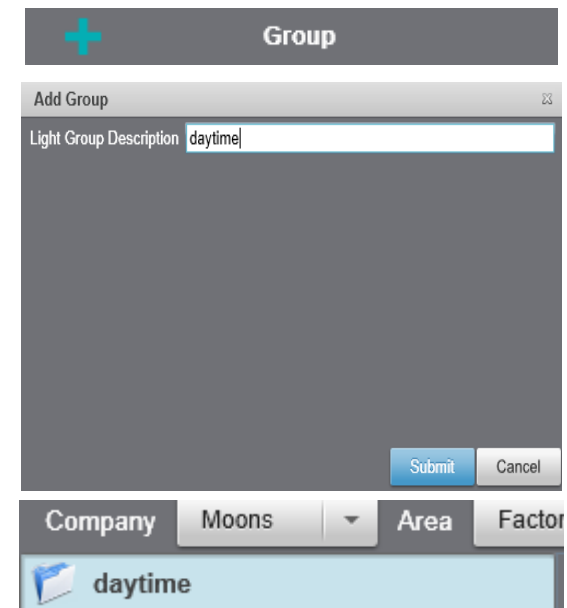 Group
Add Group
Light Group Description daytime
Submit Cancel
Company Moons Area Factor
daytime